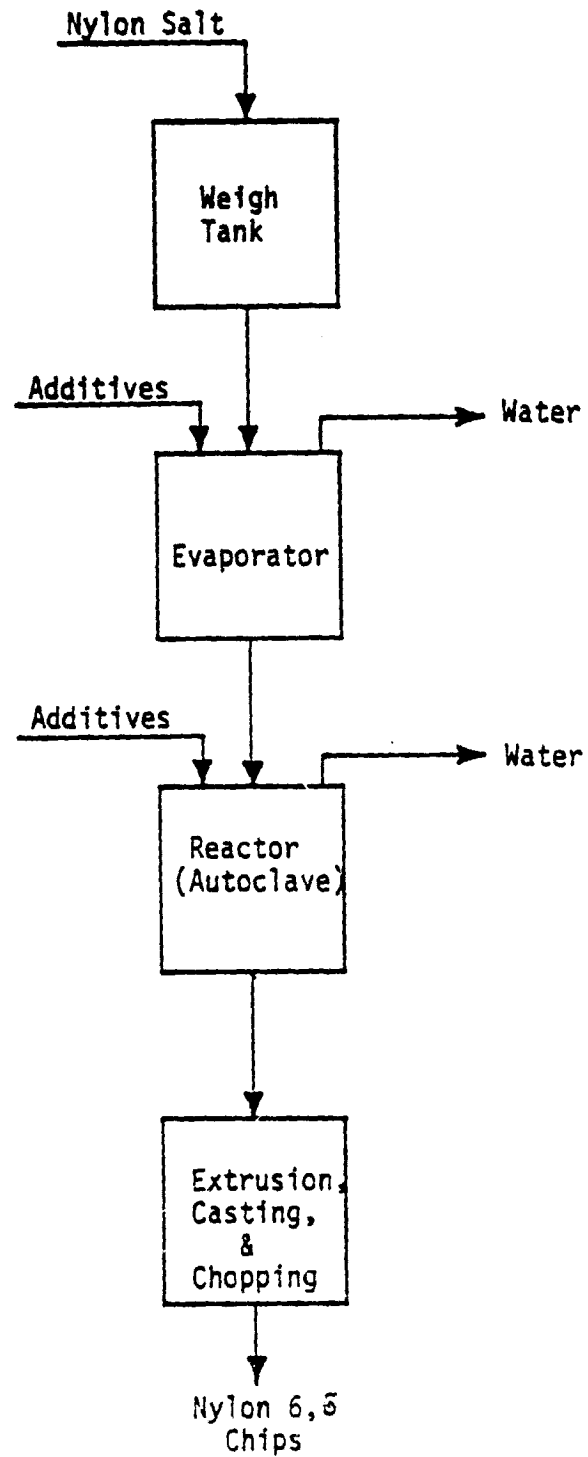 Nylon Salt
Weigh
Tank
Additives
Water
Evaporator
Additives
Water
Reactor
(Autoclave)
Extrusion,
Casting,
&
Chopping
Nylon 6,6
Chips